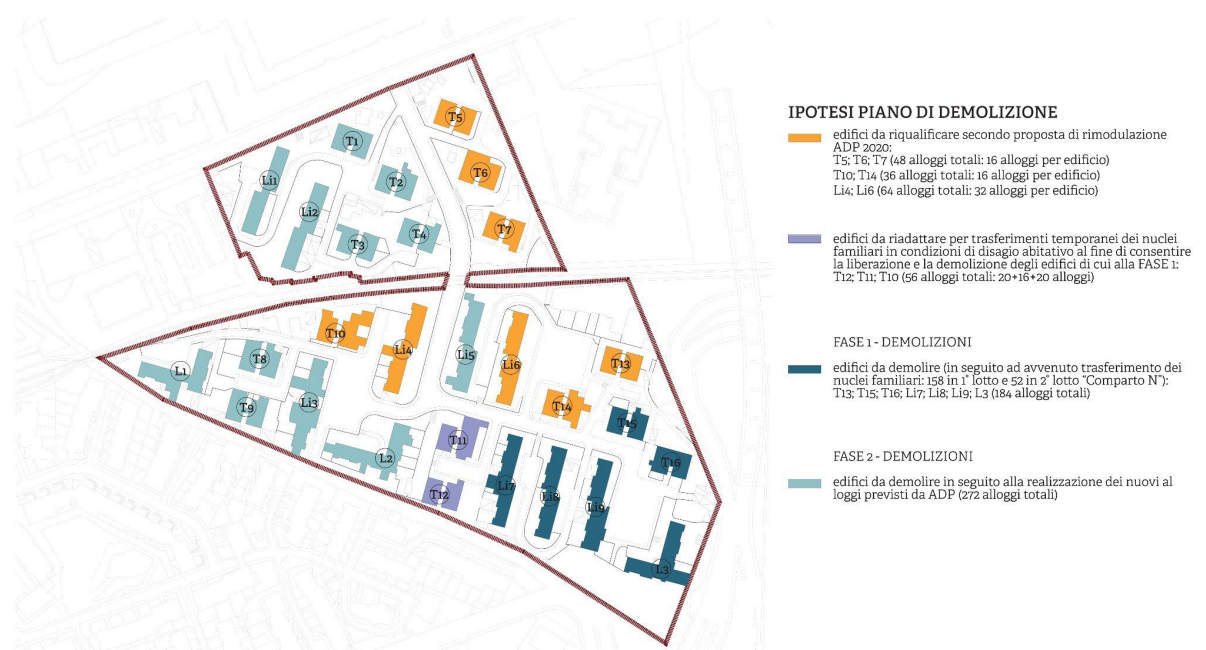 T5
T1
T6
Li1
T2
Li2
T7
T4
T3
T10
Li4
Li5
Li6
T8
T13
L1
Li3
T9
T14
T15
T11
L2
T16
Li7
T12
Li8
Li9
L3
IPOTESI PIANO DI DEMOLIZIONE
edifici da riqualificare secondo proposta di rimodulazione
ADP 2020:
T5; T6; T7 (48 alloggi totali: 16 alloggi per edificio)
T10; T14 (36 alloggi totali: 16 alloggi per edificio)
Li4; Li6 (64 alloggi totali: 32 alloggi per edificio)
edifici da riadattare per trasferimenti temporanei dei nuclei
familiari in condizioni di disagio abitativo al fine di consentire
la liberazione e la demolizione degli edifici di cui alla FASE 1:
T12; T11; T10 (56 alloggi totali: 20+16+20 alloggi)
FASE 1 - DEMOLIZIONI
edifici da demolire (in seguito ad avvenuto trasferimento dei
nuclei familiari: 158 in 1° lotto e 52 in 2° lotto "Comparto N"):
T13; T15; T16; Li7; Li8; Li9; L3 (184 alloggi totali)
FASE 2 - DEMOLIZIONI
edifici da demolire in seguito alla realizzazione dei nuovi al
loggi previsti da ADP (272 alloggi totali)